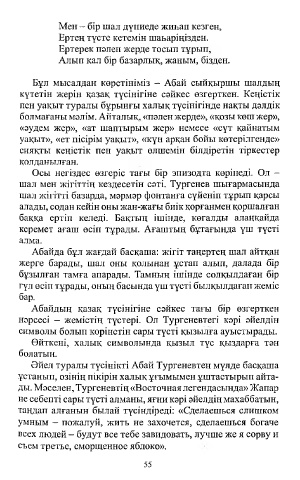 Мен – бір шал дүниеде жиһан кезген,
Ертең түсте кетемін шаһаріңізден.
Ертерек пәлен жерде тосып тұрып,
Алып кал бір базарлық, жаным, бізден.
Бұл мысалдан көретініміз – Абай сыйқыршы шалдың
күтетін жерін қазақ түсінігіне сәйкес өзгерткен. Кеңістік
пен уақыт туралы бұрынғы халық түсінігінде нақты дәлдік
болмағаны мәлім. Айталық, «пәлен жерде», «қозы көш жер»,
«әудем жер», «ат шаптырым жер» немесе «сүт қайнатым
уақыт», «ет пісірім уақыт», «күн арқан бойы көтерілгенде»
сияқты кеңістік пен уақыт өлшемін білдіретін тіркестер
қолданылған.
Осы негіздес өзгеріс тағы бір эпизодта көрінеді. Ол –
шал мен жігіттің кездесетін сәті. Тургенев шығармасында
шал жігітті базарда, мәрмәр фонтанға сүйеніп тұрып қарсы
алады, содан кейін оны жан-жағы биік қорғанмен қоршалған
баққа ертіп келеді. Бақтың ішінде, көгалды алаңқайда
керемет ағаш өсіп тұрады. Ағаштың бұтағында үш түсті
алма.
Абайда бұл жағдай басқаша: жігіт таңертең шал айтқан
жерге барады, шал оны қолынан ұстап алып, далада бір
бұзылған тамға апарады. Тамның ішінде солқылдаған бір
гүл өсіп тұрады, оның басында үш түсті былқылдаған жеміс
бар.
Абайдың қазақ түсінігіне сәйкес тағы бір өзгерткен
нәрсесі – жемістің түстері. Ол Тургеневтегі кәрі әйелдің
символы болып көрінетін сары түсті қызылға ауыстырады.
Өйткені, халық символында қызыл түс қыздарға тән
болатын.
Әйел туралы түсінікті Абай Тургеневтен мүлде басқаша
ұстанып, өзінің пікірін халық ұғымымен ұштастырып айта-
ды. Мәселен, Тургеневтің «Восточная легендасында» Жапар
не себепті сары түсті алманы, яғни кәрі әйелдің махаббатын,
таңдап алғанын былай түсіндіреді: «Сделаешься слишком
умным – пожалуй, жить не захочется, сделаешься богаче
всех людей – будут все тебе завидовать, лучше же я сорву и
съем третье, сморщенное яблоко».
55